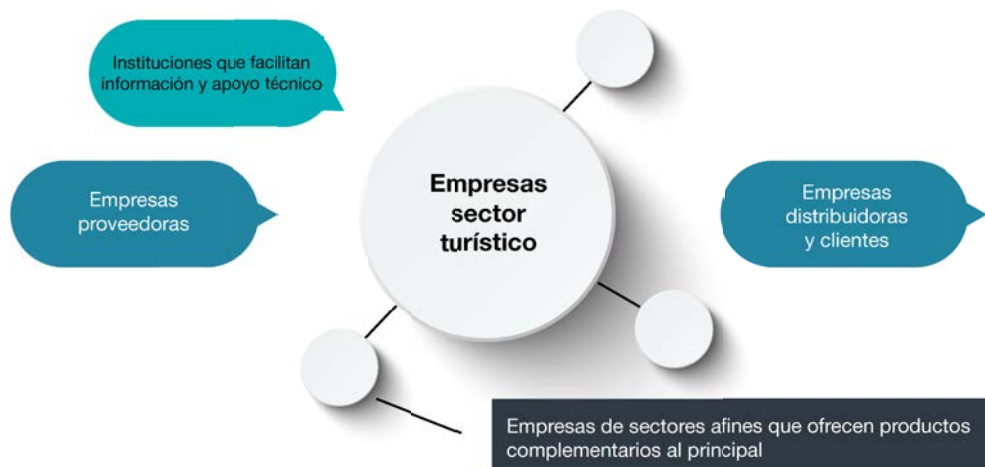 Instituciones que facilitan
información y apoyo técnico
Empresas
proveedoras
Empresas
sector
turístico
Empresas
distribuidoras
y clientes
Empresas de sectores afines que ofrecen productos
complementarios al principal